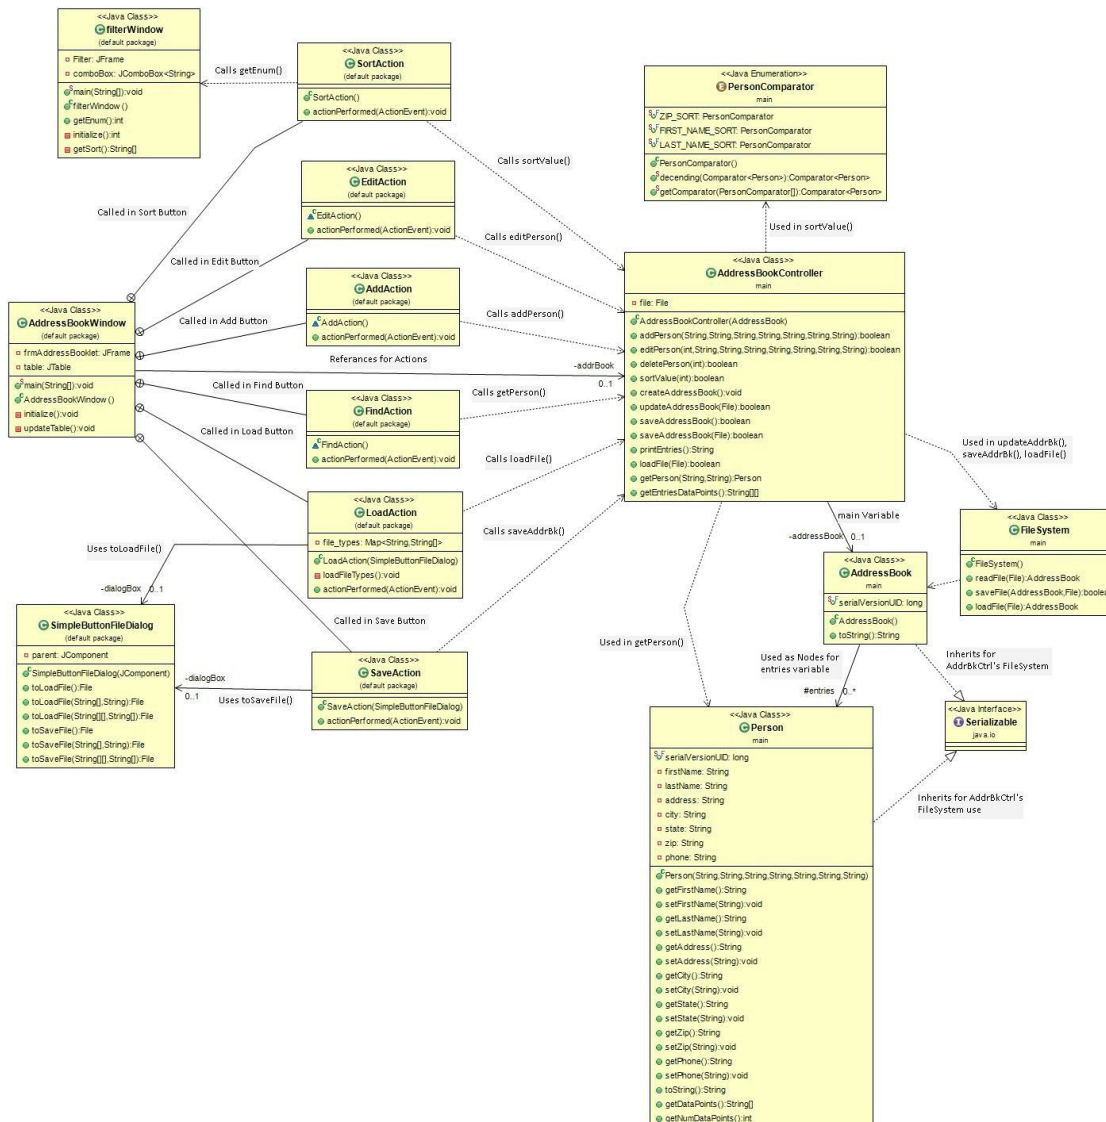 <<Java Class>>
filterWindow
(default package)
Filter: JFrame
comboBox: JComboBox<String>
main(String[]):void
filterWindow()
getEnum():int
initialize():int
getSort():String[]
Calls getEnum()
<<Java Class>>
SortAction
(default package)
SortAction()
actionPerformed(ActionEvent):void
Calls sortValue()
<<Java Enumeration>>
PersonComparator
main
ZIP_SORT: PersonComparator
FIRST_NAME_SORT: PersonComparator
LAST_NAME_SORT: PersonComparator
PersonComparator()
decending(Comparator<Person>):Comparator<Person>
getComparator(PersonComparator[]):Comparator<Person>
Used in sortValue()
Called in Sort Button
<<Java Class>>
EditAction
(default package)
EditAction()
actionPerformed(ActionEvent):void
Calls editPerson()
Called in Edit Button
<<Java Class>>
AddAction
(default package)
AddAction()
actionPerformed(ActionEvent):void
Calls addPerson()
Called in Add Button
<<Java Class>>
AddressBookWindow
(default package)
frmAddressBooklet: JFrame
table: JTable
main(String[]):void
AddressBookWindow()
initialize():void
updateTable():void
Referances for Actions
-addrBook
0..1
<<Java Class>>
AddressBookController
main
file: File
AddressBookController(AddressBook)
addPerson(String,String,String,String,String,String,String):boolean
editPerson(int,String,String,String,String,String,String,String):boolean
deletePerson(int):boolean
sortValue(int):boolean
createAddressBook():void
updateAddressBook(File):boolean
saveAddressBook():boolean
saveAddressBook(File):boolean
printEntries():String
loadFile(File):boolean
getPerson(String,String):Person
getEntriesDataPoints():String[][]
Called in Find Button
<<Java Class>>
FindAction
(default package)
FindAction()
actionPerformed(ActionEvent):void
Calls getPerson()
Called in Load Button
Calls loadFile()
Used in updateAddrBk(),
saveAddrBk(), loadFile()
<<Java Class>>
LoadAction
(default package)
file_types: Map<String,String[]>
LoadAction(SimpleButtonFileDialog)
loadFileTypes():void
actionPerformed(ActionEvent):void
Calls saveAddrBk()
main Variable
-addressBook
0..1
<<Java Class>>
FileSystem
main
FileSystem()
readFile(File):AddressBook
saveFile(AddressBook,File):boolea
loadFile(File):AddressBook
<<Java Class>>
AddressBook
main
serialVersionUID: long
AddressBook()
toString():String
Uses toLoadFile()
-dialogBox
0..1
<<Java Class>>
SimpleButtonFileDialog
(default package)
parent: JComponent
SimpleButtonFileDialog(JComponent)
toLoadFile():File
toLoadFile(String[],String):File
toLoadFile(String[][],String[]):File
toSaveFile():File
toSaveFile(String[],String):File
toSaveFile(String[][],String[]):File
Called in Save Button
-dialogBox
0..1
Uses toSaveFile()
<<Java Class>>
SaveAction
(default package)
SaveAction(SimpleButtonFileDialog)
actionPerformed(ActionEvent):void
Used in getPerson()
Used as Nodes for
entries variable
#entries
0..*
Inherits for
AddrBkCtrl's FileSystem
<<Java Interface>>
Serializable
java.io
Inherits for AddrBkCtrl's
FileSystem use
<<Java Class>>
Person
main
serialVersionUID: long
firstName: String
lastName: String
address: String
city: String
state: String
zip: String
phone: String
Person(String,String,String,String,String,String,String)
getFirstName():String
setFirstName(String):void
getLastName():String
setLastName(String):void
getAddress():String
setAddress(String):void
getCity():String
setCity(String):void
getState():String
setState(String):void
getZip():String
setZip(String):void
getPhone():String
setPhone(String):void
toString():String
getDataPoints():String[]
getNumDataPoints():int